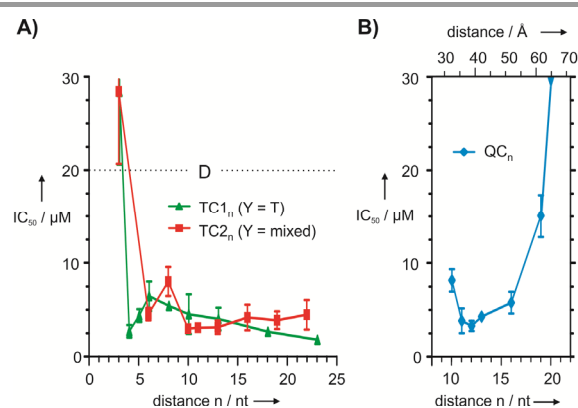 A)
30
20
10
0
IC50 / µM
D
TC1n (Y = T)
TC2n (Y = mixed)
0 5 10 15 20 25
distance n / nt
B)
distance / Å
30 40 50 60 70
30
20
10
0
IC50 / µM
QCn
10 15 20
distance n / nt